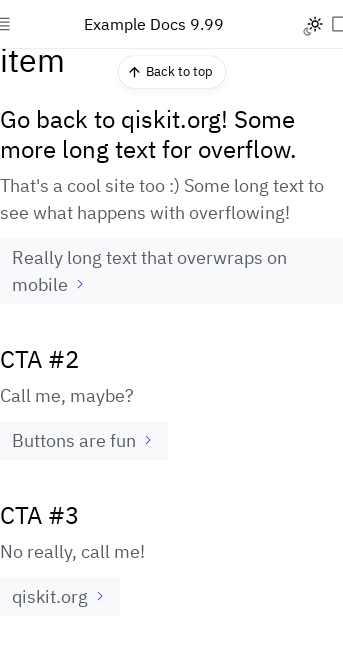 Example Docs 9.99
item
Back to top
Go back to qiskit.org! Some
more long text for overflow.
That's a cool site too :) Some long text to
see what happens with overflowing!
Really long text that overwraps on
mobile
CTA #2
Call me, maybe?
Buttons are fun
CTA #3
No really, call me!
qiskit.org